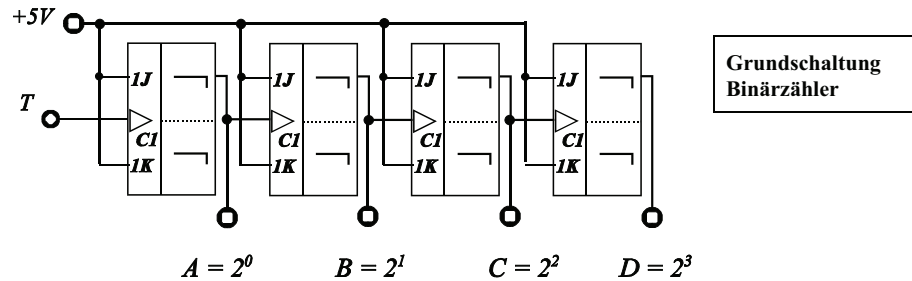 +5V
Grundschaltung
Binärzähler
1J 1J 1J 1J
T
C1 C1 C1 C1
1K 1K 1K 1K
A = 2⁰ B = 2¹ C = 2² D = 2³